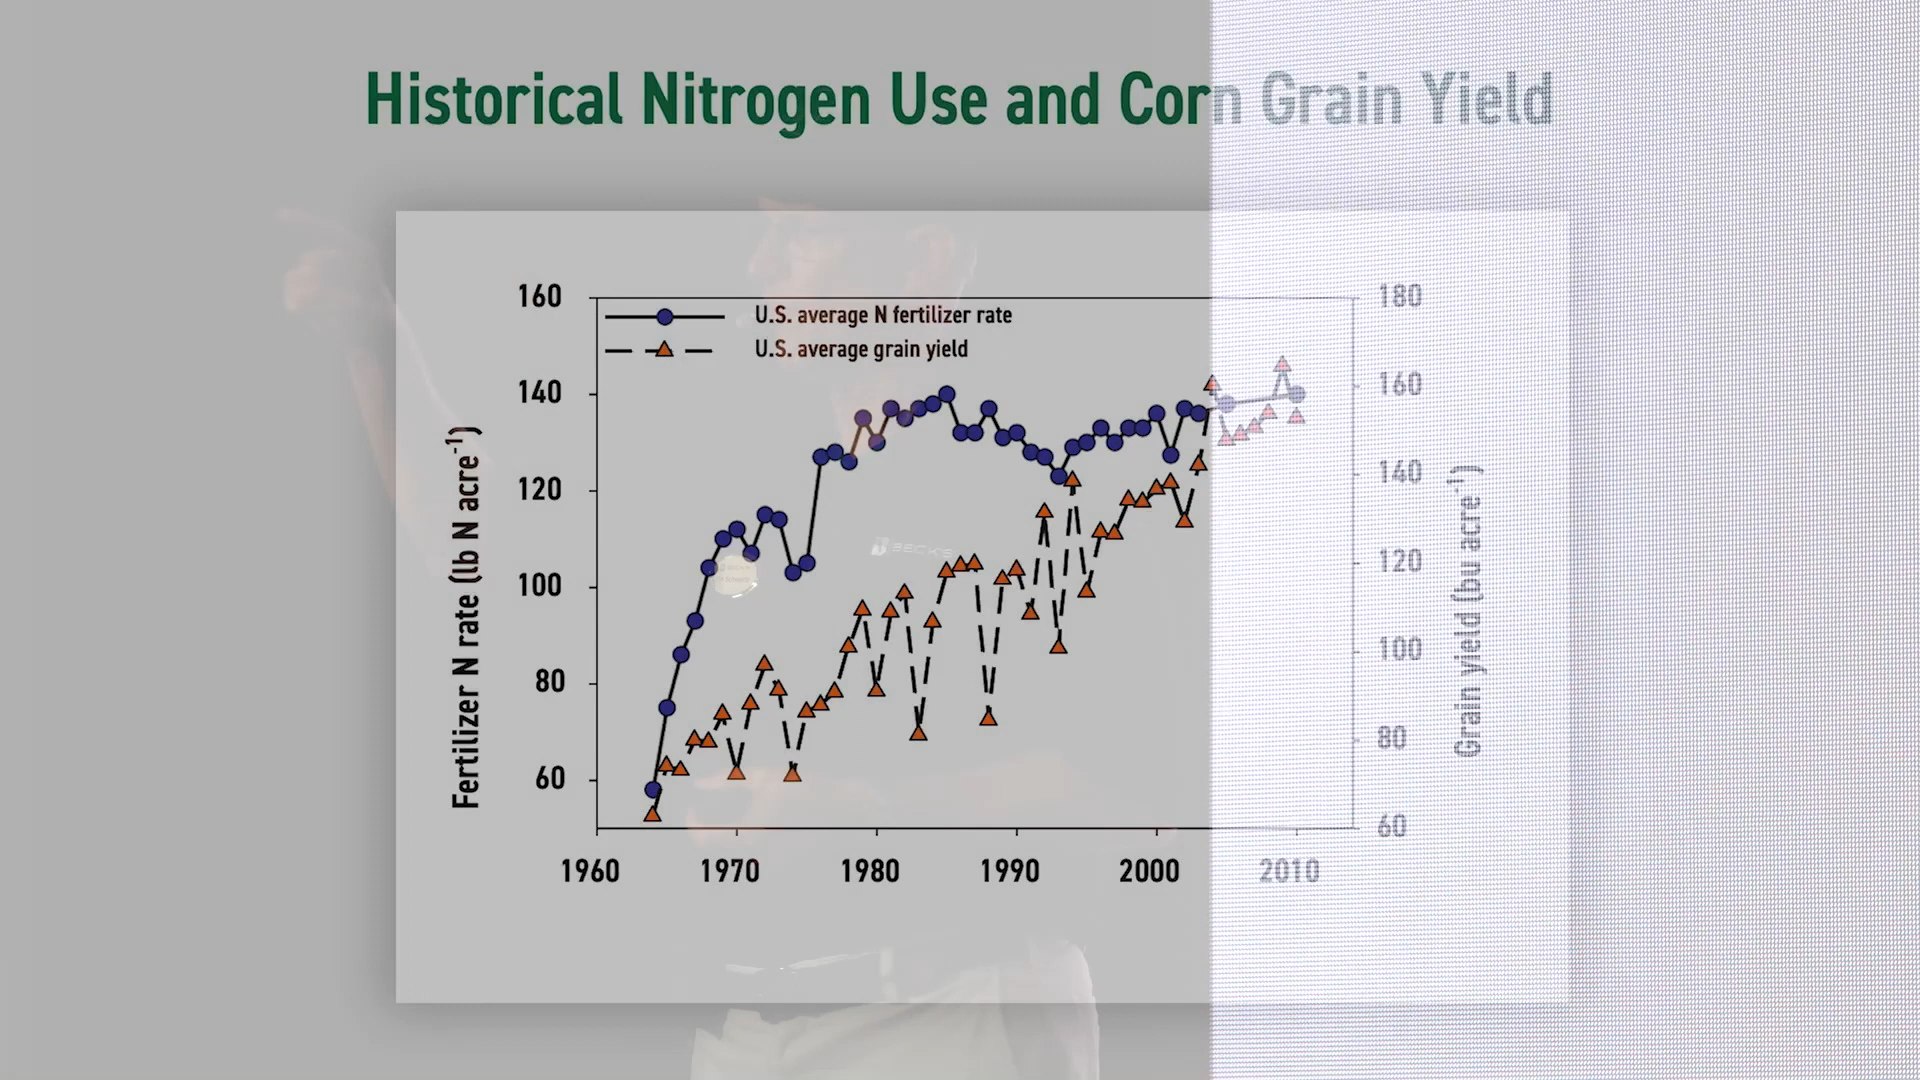 Historical Nitrogen Use and Corn Grain Yield
160
180
U.S. average N fertilizer rate
U.S. average grain yield
140
160
120
140
100
120
80
100
60
80
60
Fertilizer N rate (lb N acre⁻¹)
Grain yield (bu acre⁻¹)
BECK'S
1960 1970 1980 1990 2000 2010